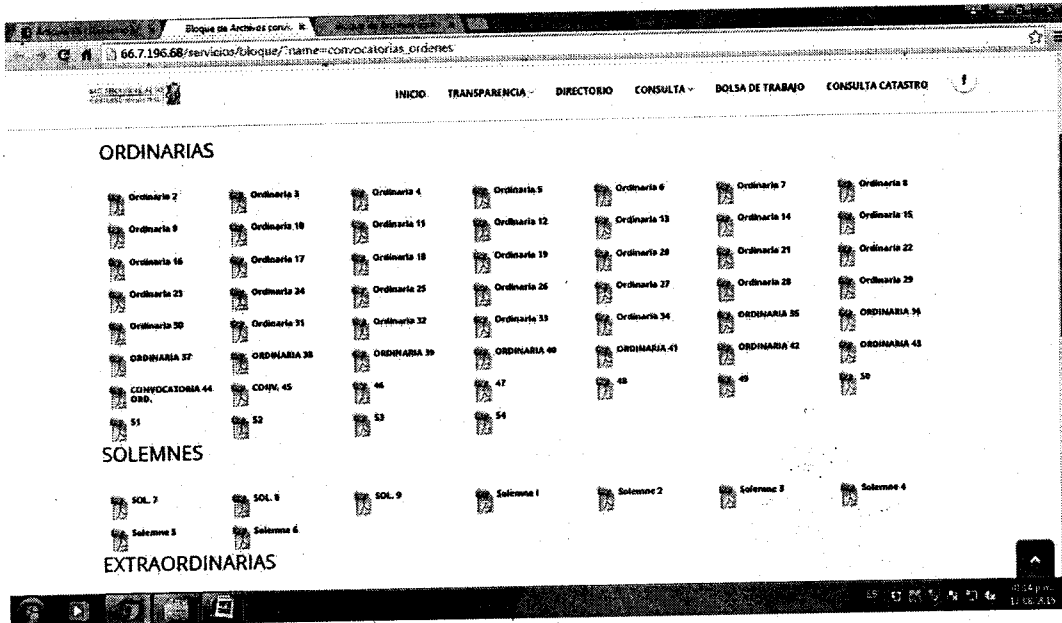 Bloque de Archivos convo
66.7.196.68/servicios/bloque/?name=convocatorias_ordenes
INICIO TRANSPARENCIA DIRECTORIO CONSULTA BOLSA DE TRABAJO CONSULTA CATASTRO f
ORDINARIAS
Ordinaria 2 Ordinaria 3 Ordinaria 4 Ordinaria 5 Ordinaria 6 Ordinaria 7 Ordinaria 8
Ordinaria 9 Ordinaria 10 Ordinaria 11 Ordinaria 12 Ordinaria 13 Ordinaria 14 Ordinaria 15
Ordinaria 16 Ordinaria 17 Ordinaria 18 Ordinaria 19 Ordinaria 20 Ordinaria 21 Ordinaria 22
Ordinaria 23 Ordinaria 24 Ordinaria 25 Ordinaria 26 Ordinaria 27 Ordinaria 28 Ordinaria 29
Ordinaria 30 Ordinaria 31 Ordinaria 32 Ordinaria 33 Ordinaria 34 ORDINARIA 35 ORDINARIA 36
ORDINARIA 37 ORDINARIA 38 ORDINARIA 39 ORDINARIA 40 ORDINARIA 41 ORDINARIA 42 ORDINARIA 43
CONVOCATORIA 44 CONV. 45 46 47 48 49 50
ORD.
51 52 53 54
SOLEMNES
SOL. 7 SOL. 8 SOL. 9 Solemne 1 Solemne 2 Solemne 3 Solemne 4
Solemne 5 Solemne 6
EXTRAORDINARIAS